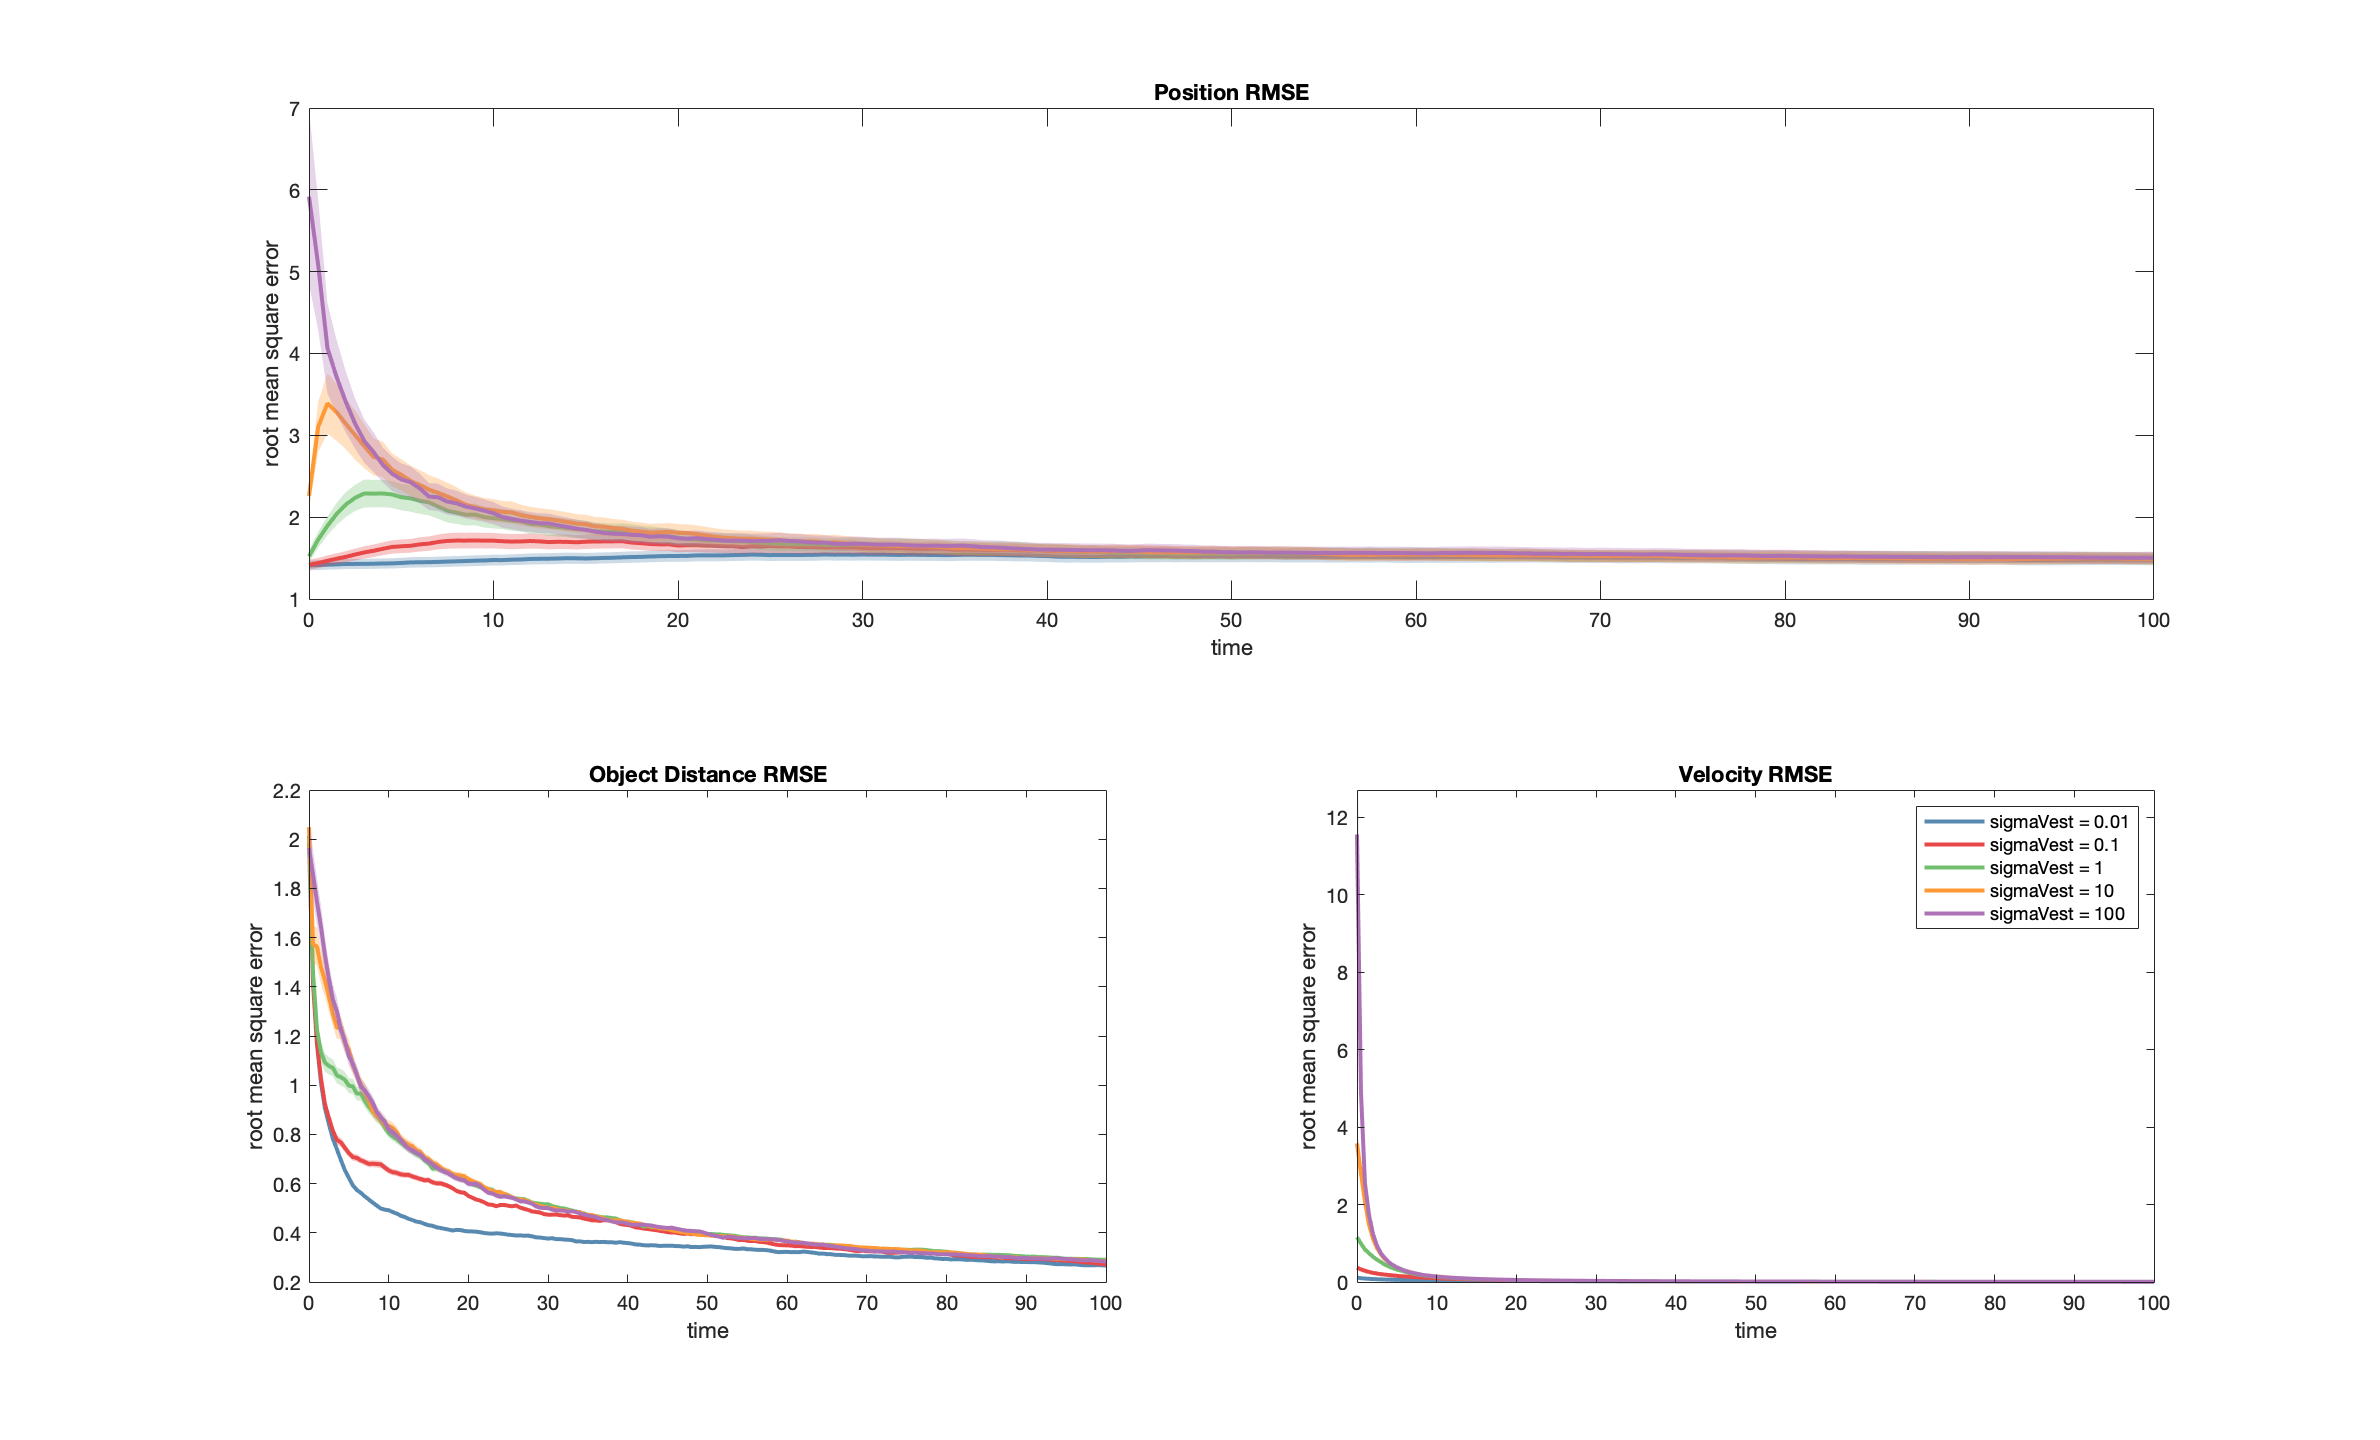 Position RMSE
7
6
5
4
3
2
1
root mean square error
0 10 20 30 40 50 60 70 80 90 100
time
Object Distance RMSE
2.2
2
1.8
1.6
1.4
1.2
1
0.8
0.6
0.4
0.2
root mean square error
0 10 20 30 40 50 60 70 80 90 100
time
Velocity RMSE
12
10
8
6
4
2
0
root mean square error
0 10 20 30 40 50 60 70 80 90 100
time
sigmaVest = 0.01
sigmaVest = 0.1
sigmaVest = 1
sigmaVest = 10
sigmaVest = 100